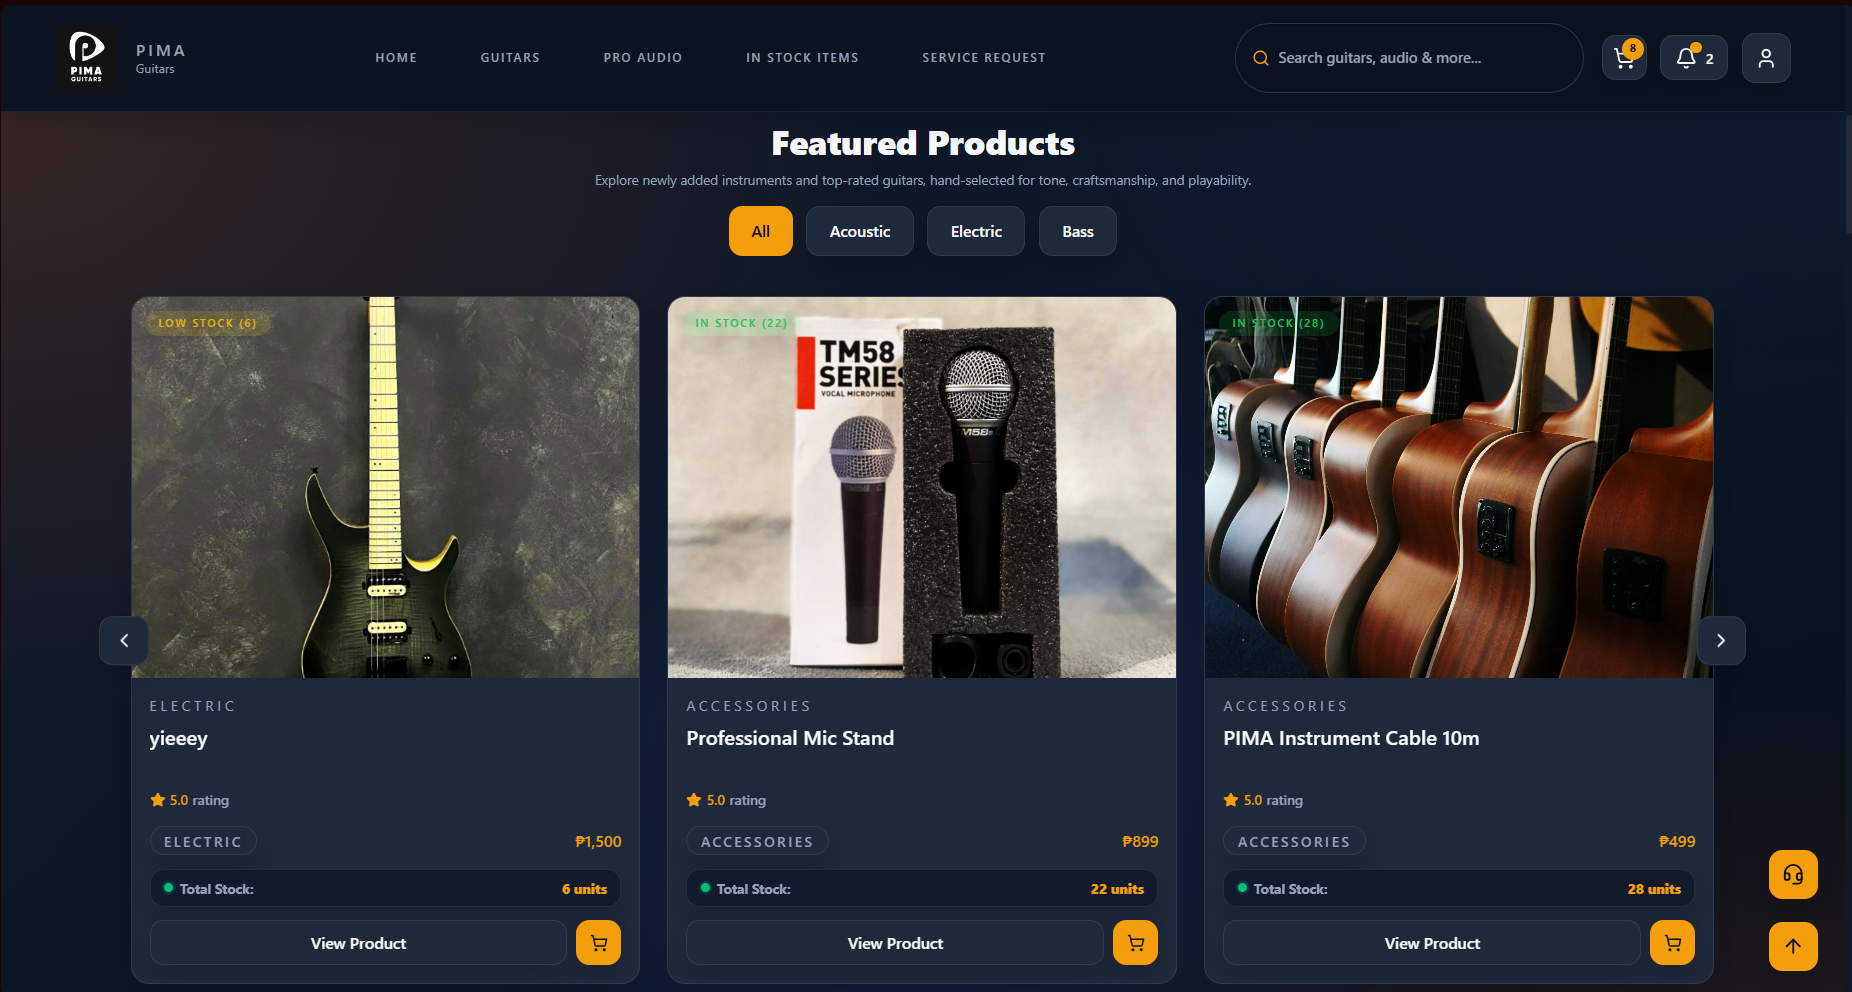 PIMA
GUITARS
PIMA
Guitars
HOME
GUITARS
PRO AUDIO
IN STOCK ITEMS
SERVICE REQUEST
Search guitars, audio & more...
8
2
Featured Products
Explore newly added instruments and top-rated guitars, hand-selected for tone, craftsmanship, and playability.
All
Acoustic
Electric
Bass
LOW STOCK (6)
ELECTRIC
yieeey
5.0 rating
ELECTRIC
₱1,500
Total Stock:
6 units
View Product
IN STOCK (22)
TM58
SERIES
VOCAL MICROPHONE
TM58
TM58s
ACCESSORIES
Professional Mic Stand
5.0 rating
ACCESSORIES
₱899
Total Stock:
22 units
View Product
IN STOCK (28)
ACCESSORIES
PIMA Instrument Cable 10m
5.0 rating
ACCESSORIES
₱499
Total Stock:
28 units
View Product